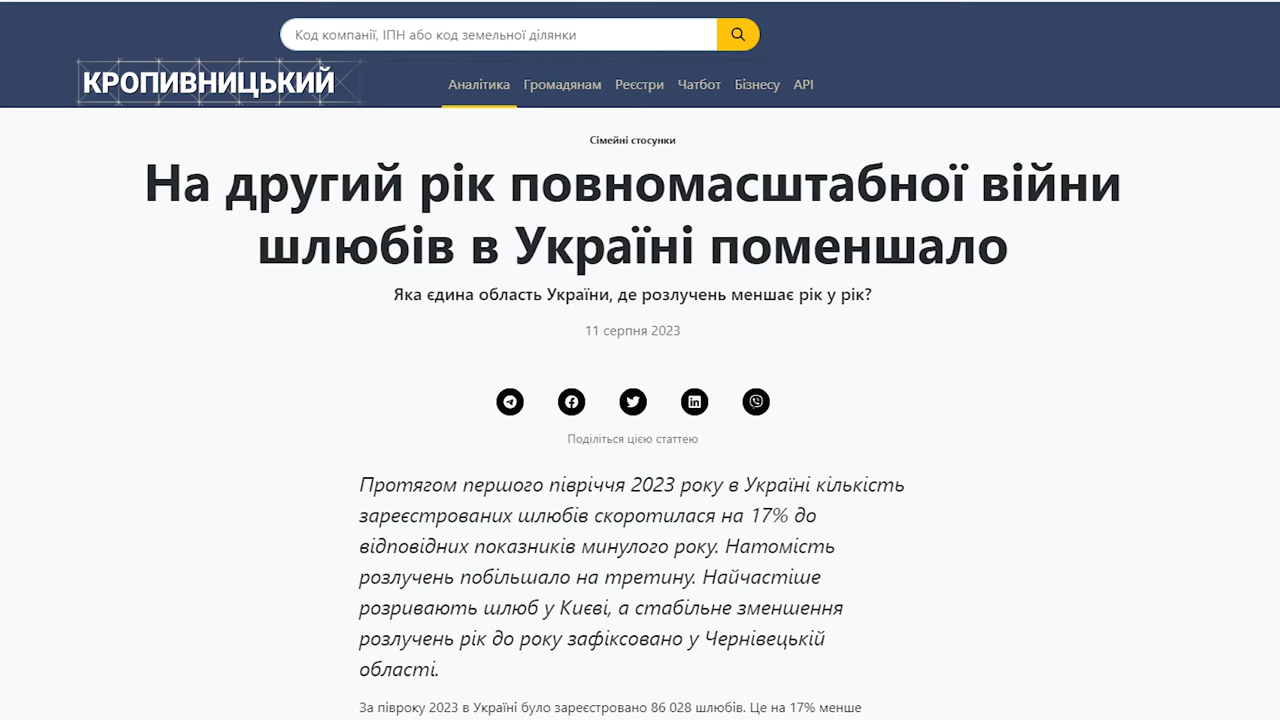 Код компанії, ІПН або код земельної ділянки
КРОПИВНИЦЬКИЙ
Аналітика Громадянам Реєстри Чатбот Бізнесу API
Сімейні стосунки
На другий рік повномасштабної війни
шлюбів в Україні поменшало
Яка єдина область України, де розлучень меншає рік у рік?
11 серпня 2023
Поділіться цією статтею
Протягом першого півріччя 2023 року в Україні кількість
зареєстрованих шлюбів скоротилася на 17% до
відповідних показників минулого року. Натомість
розлучень побільшало на третину. Найчастіше
розривають шлюб у Києві, а стабільне зменшення
розлучень рік до року зафіксовано у Чернівецькій
області.
За півроку 2023 в Україні було зареєстровано 86 028 шлюбів. Це на 17% менше